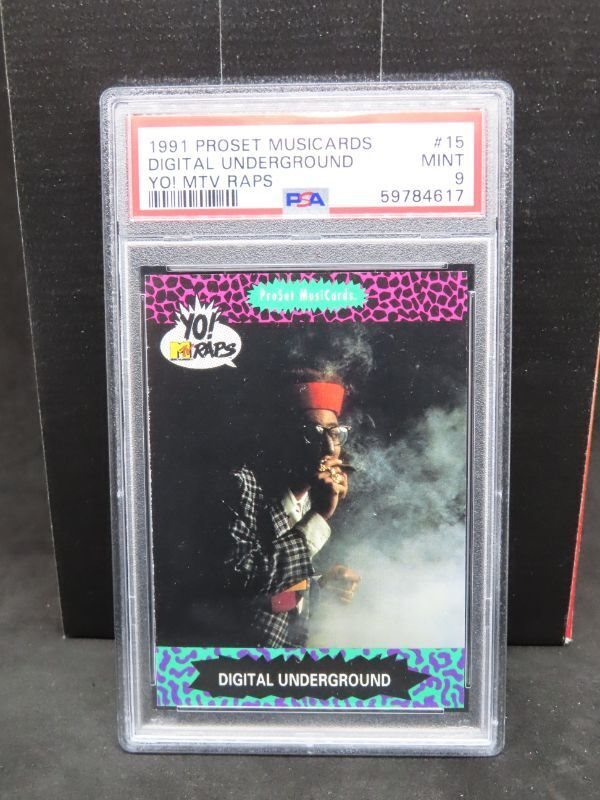 1991 PROSET MUSICARDS #15
DIGITAL UNDERGROUND MINT
YO! MTV RAPS 9
PSA 59784617
ProSet MusiCards
YO!
MTV RAPS
DIGITAL UNDERGROUND